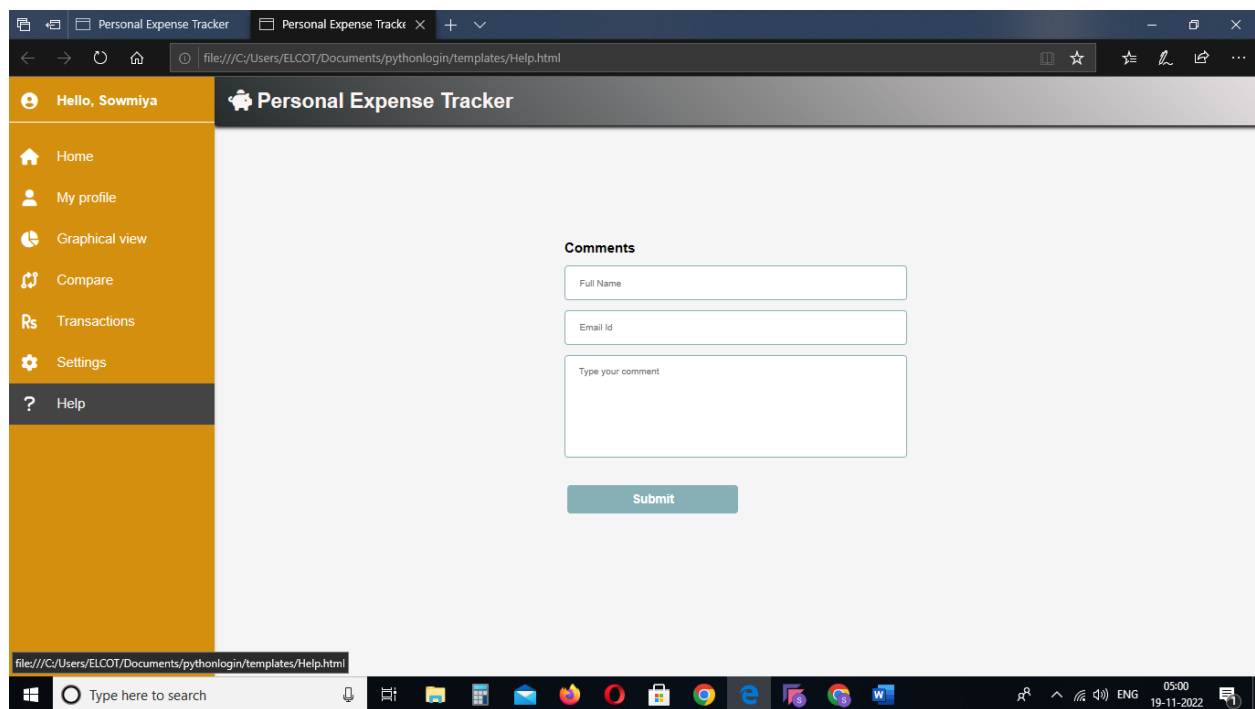 Personal Expense Tracker
Personal Expense Tracke
file:///C:/Users/ELCOT/Documents/pythonlogin/templates/Help.html
Hello, Sowmiya
Personal Expense Tracker
Home
My profile
Graphical view
Compare
Rs Transactions
Settings
? Help
Comments
Full Name
Email Id
Type your comment
Submit
file:///C:/Users/ELCOT/Documents/pythonlogin/templates/Help.html
Type here to search
ENG
05:00
19-11-2022
1